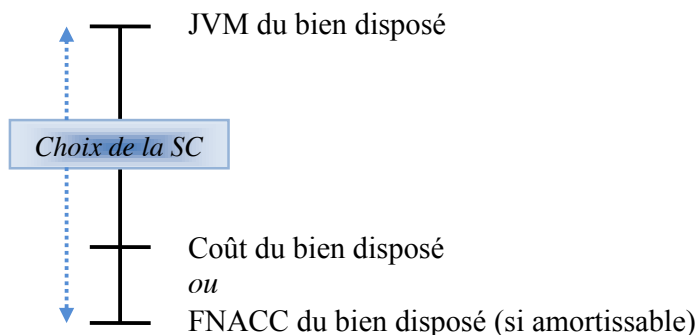 JVM du bien disposé
Choix de la SC
Coût du bien disposé
ou
FNACC du bien disposé (si amortissable)